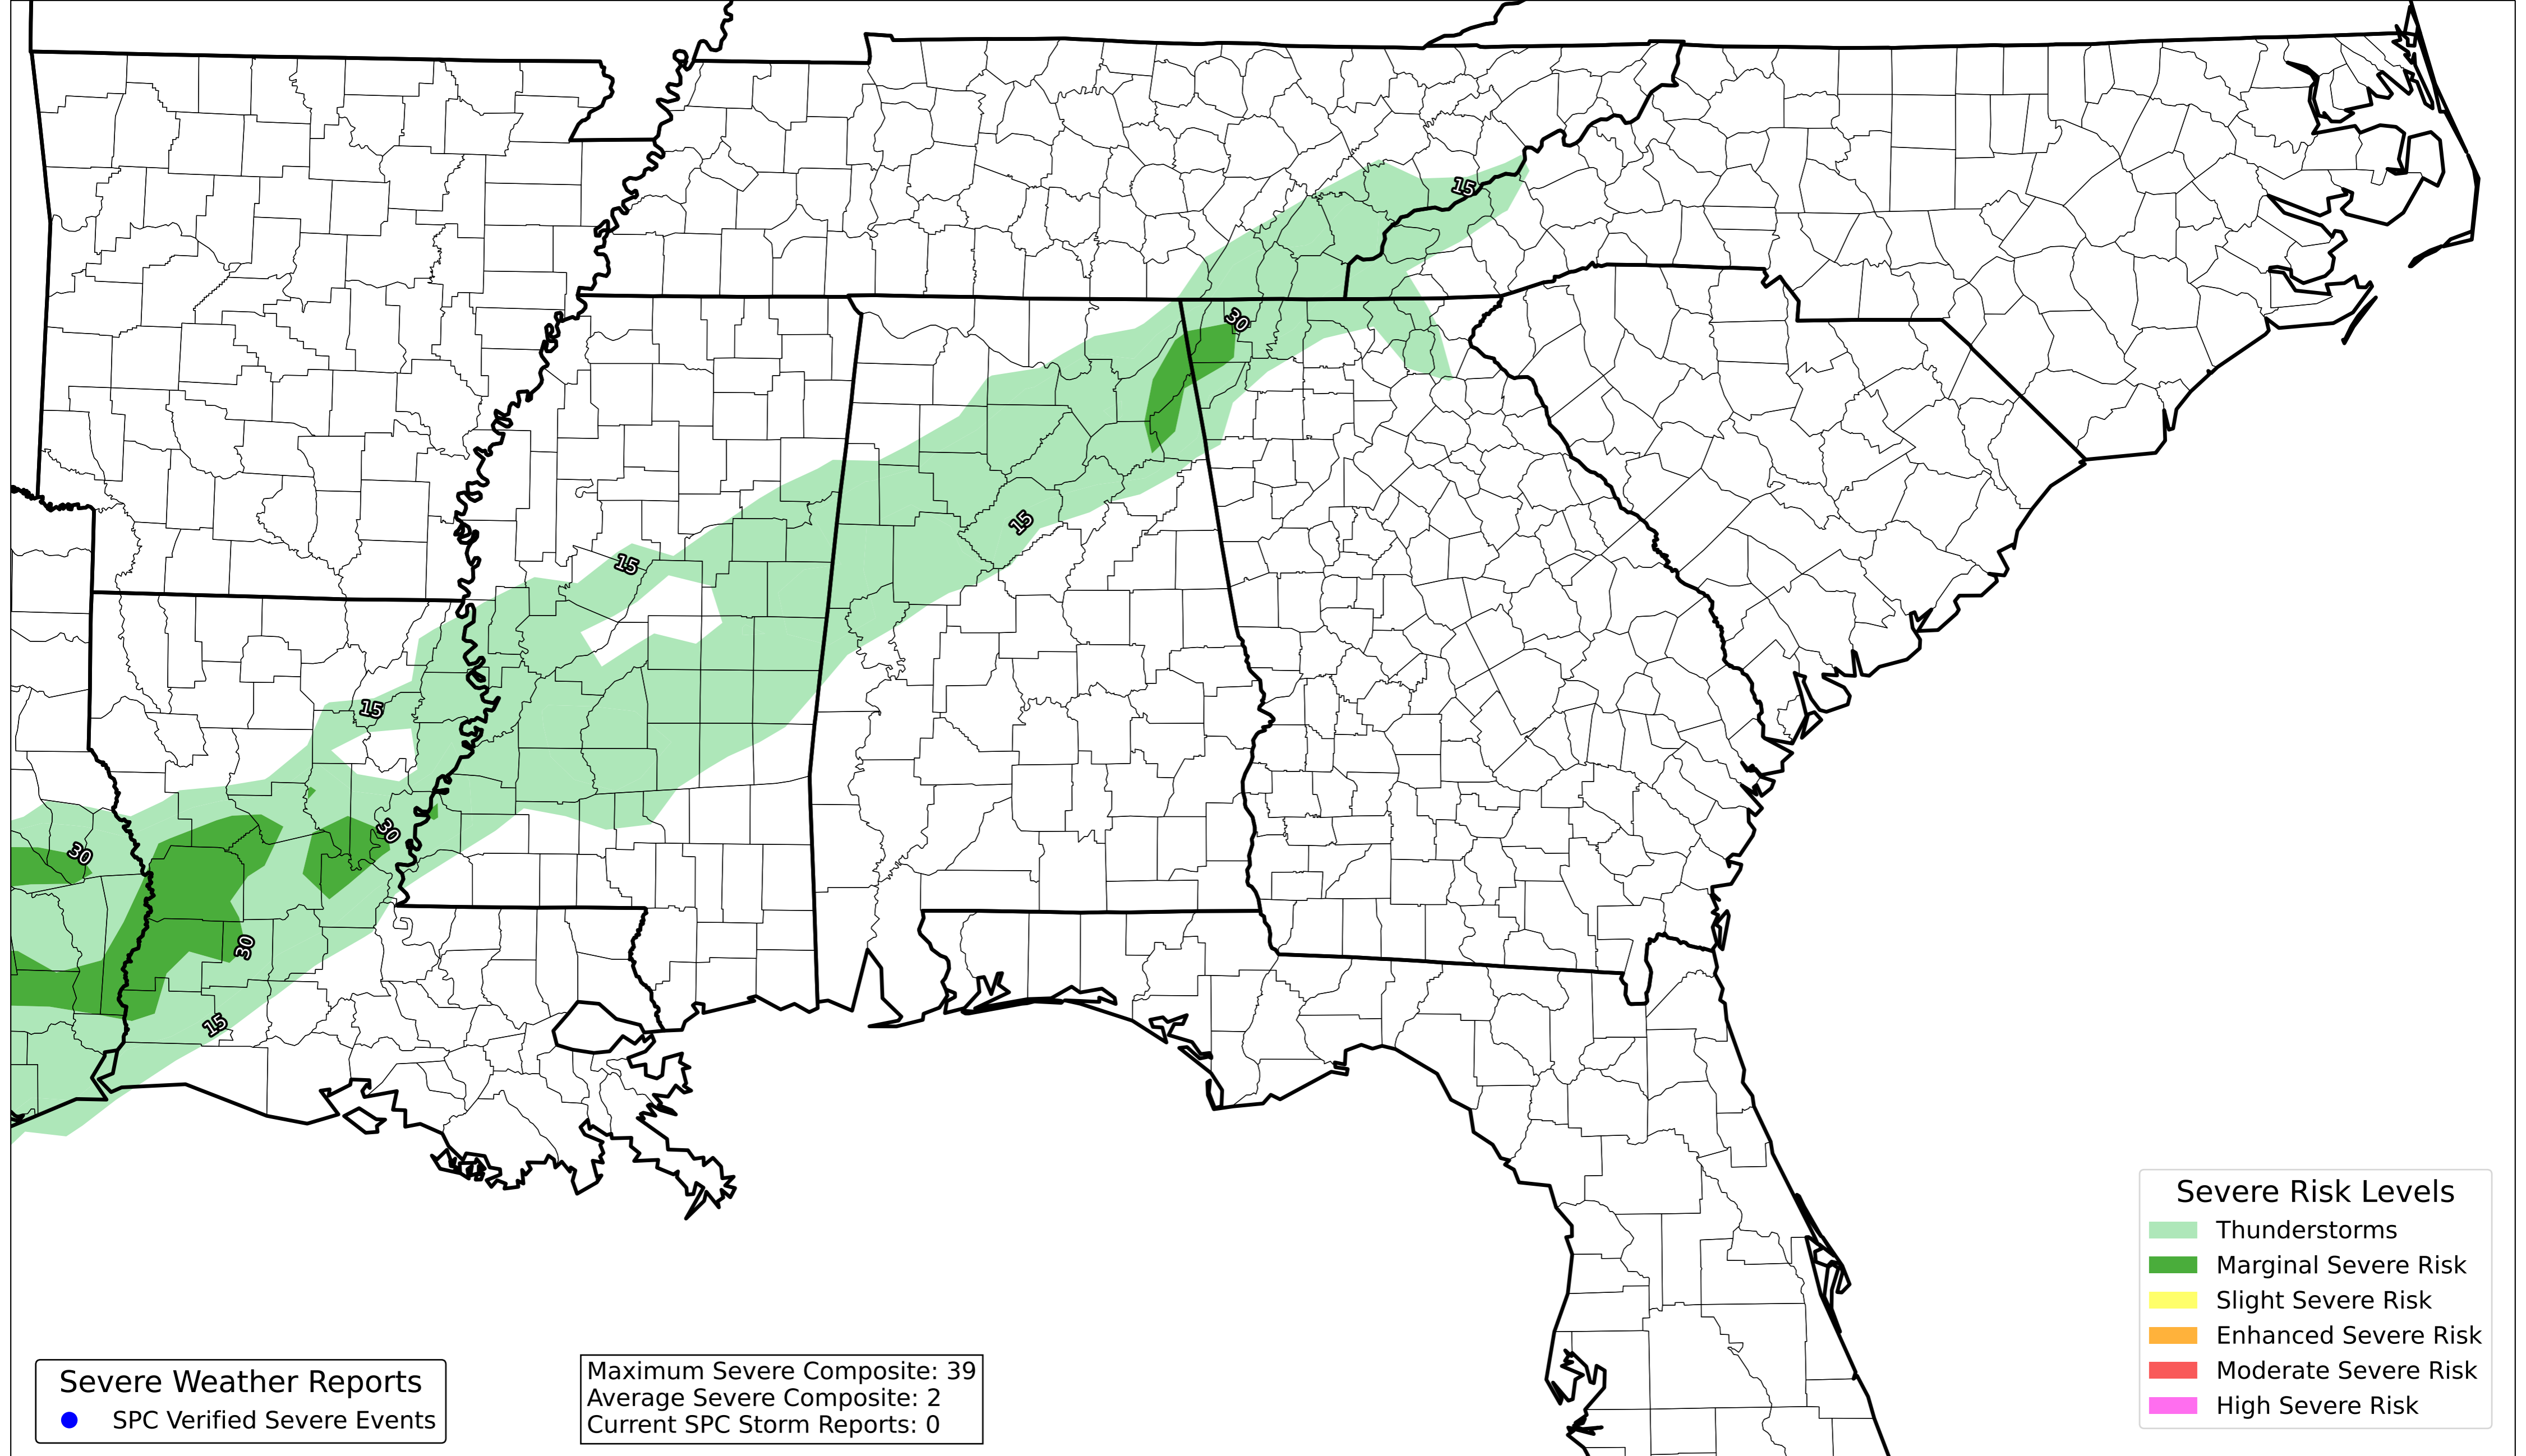 15
30
15
15
15
30
30
30
15
Severe Risk Levels
Thunderstorms
Marginal Severe Risk
Slight Severe Risk
Enhanced Severe Risk
Moderate Severe Risk
High Severe Risk
Severe Weather Reports
SPC Verified Severe Events
Maximum Severe Composite: 39
Average Severe Composite: 2
Current SPC Storm Reports: 0